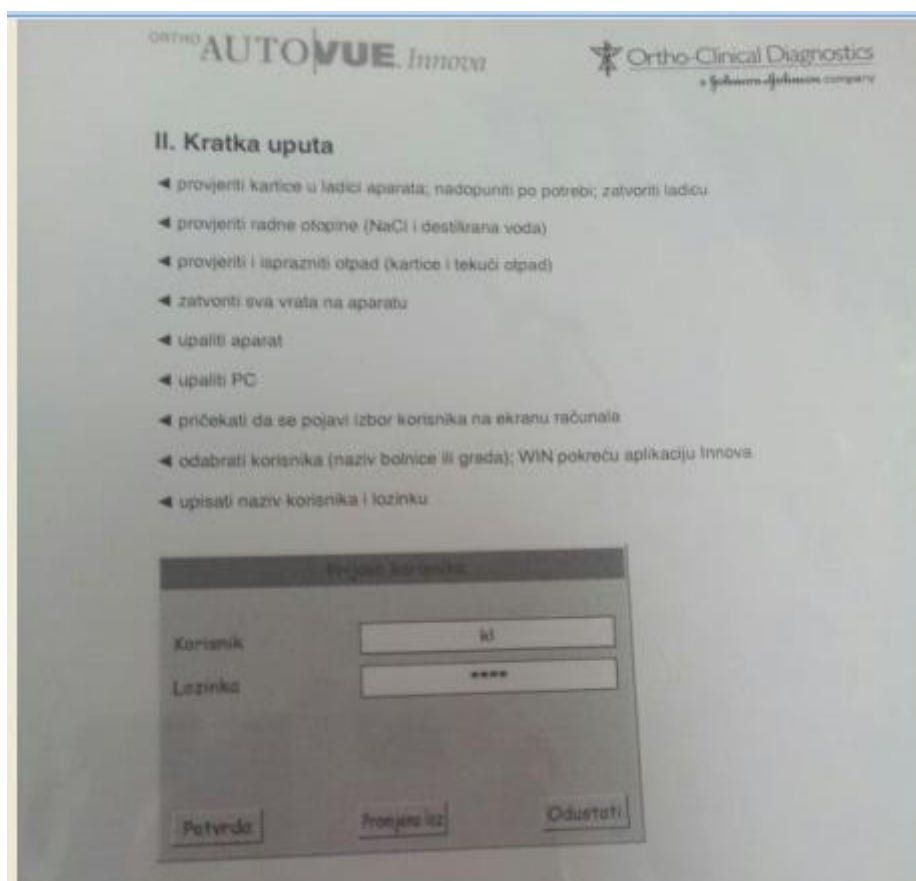 ORTHO AUTOVUE Innova
Ortho-Clinical Diagnostics
a Johnson & Johnson company
II. Kratka uputa
◄ provjeriti kartice u ladici aparata; nadopuniti po potrebi; zatvoriti ladicu
◄ provjeriti radne otopine (NaCl i destilirana voda)
◄ provjeriti i isprazniti otpad (kartice i tekući otpad)
◄ zatvoriti sva vrata na aparatu
◄ upaliti aparat
◄ upaliti PC
◄ pričekati da se pojavi izbor korisnika na ekranu računala
◄ odabrati korisnika (naziv bolnice ili grada); WIN pokreću aplikaciju Innova
◄ upisati naziv korisnika i lozinku
Prijava korisnika
Korisnik
kl
Lozinka
****
Potvrda
Promjena loz
Odustati